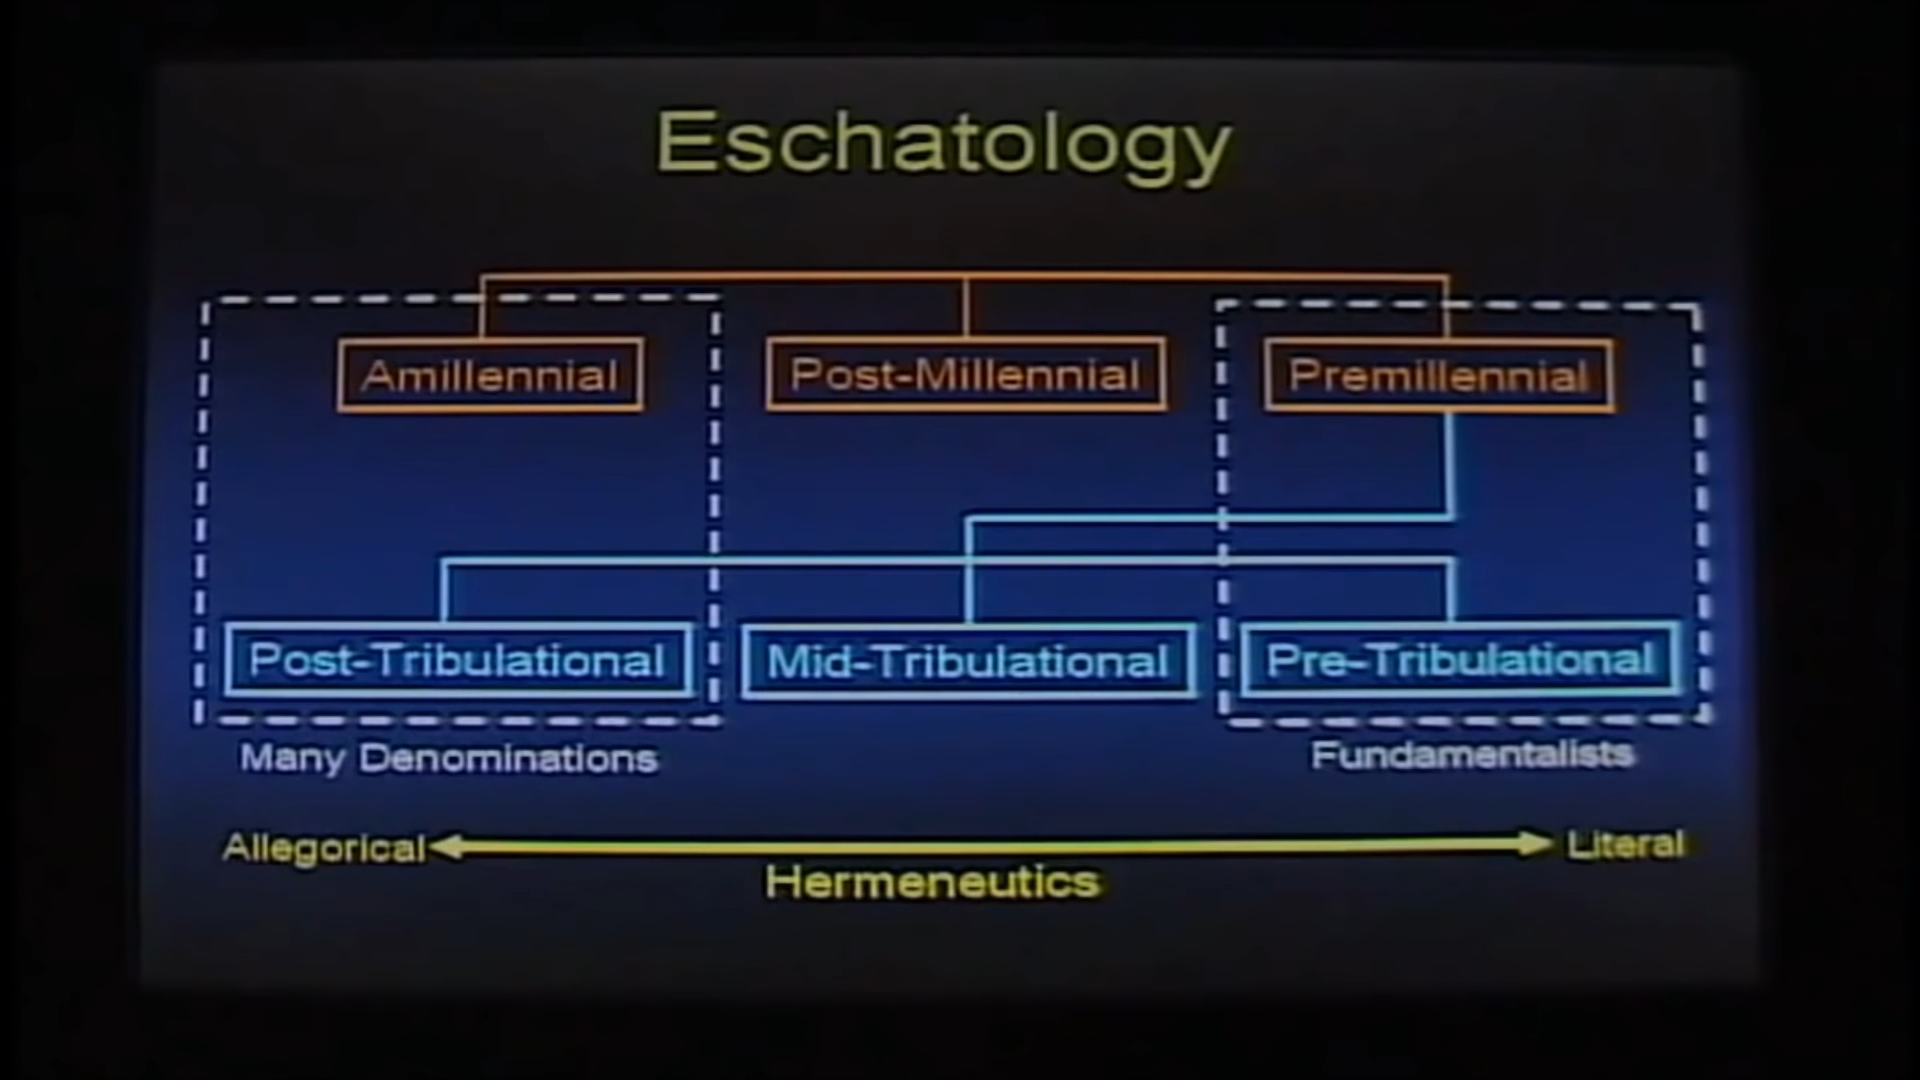 Eschatology
Amillennial
Post-Millennial
Premillennial
Post-Tribulational
Mid-Tribulational
Pre-Tribulational
Many Denominations
Fundamentalists
Allegorical
Literal
Hermeneutics